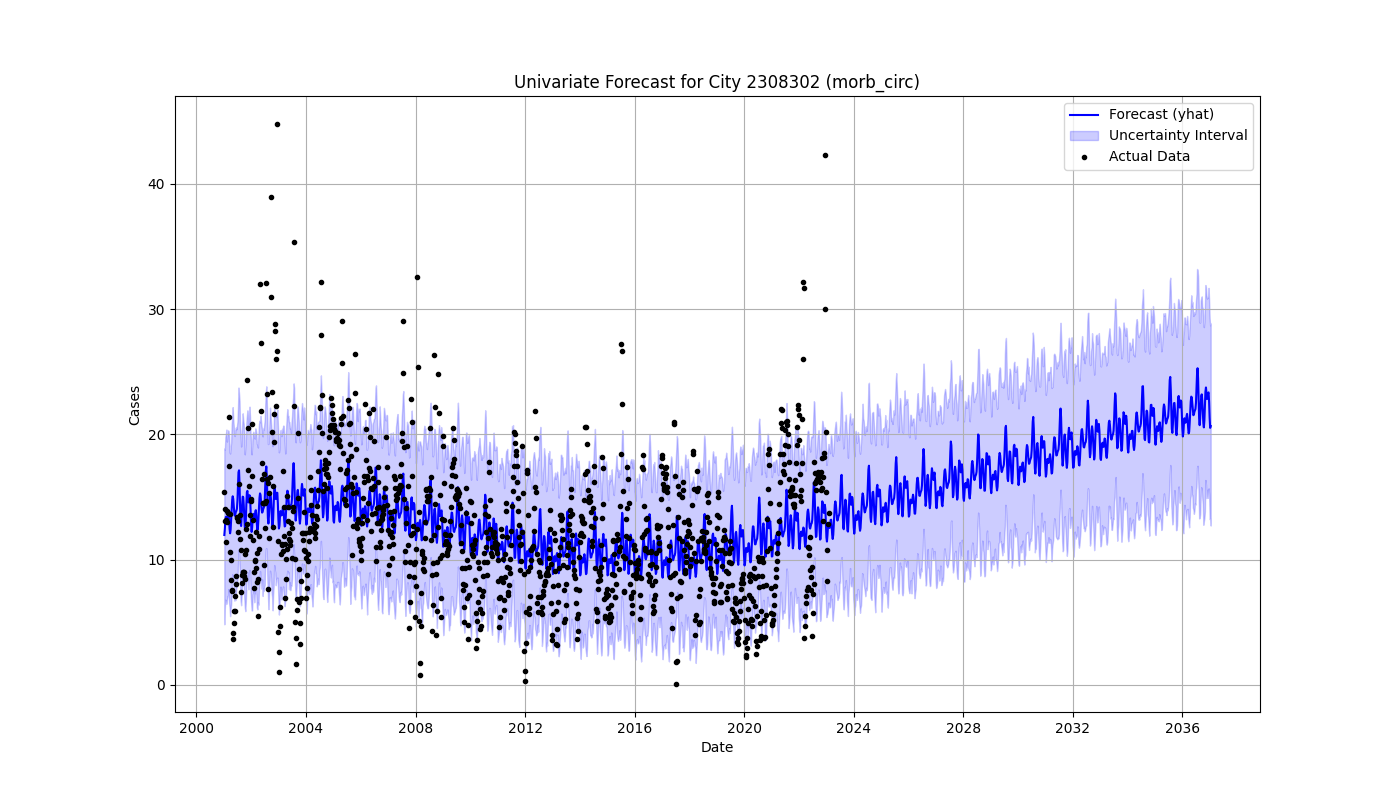 Univariate Forecast for City 2308302 (morb_circ)
Forecast (yhat)
Uncertainty Interval
Actual Data
Cases
40
30
20
10
0
2000 2004 2008 2012 2016 2020 2024 2028 2032 2036
Date